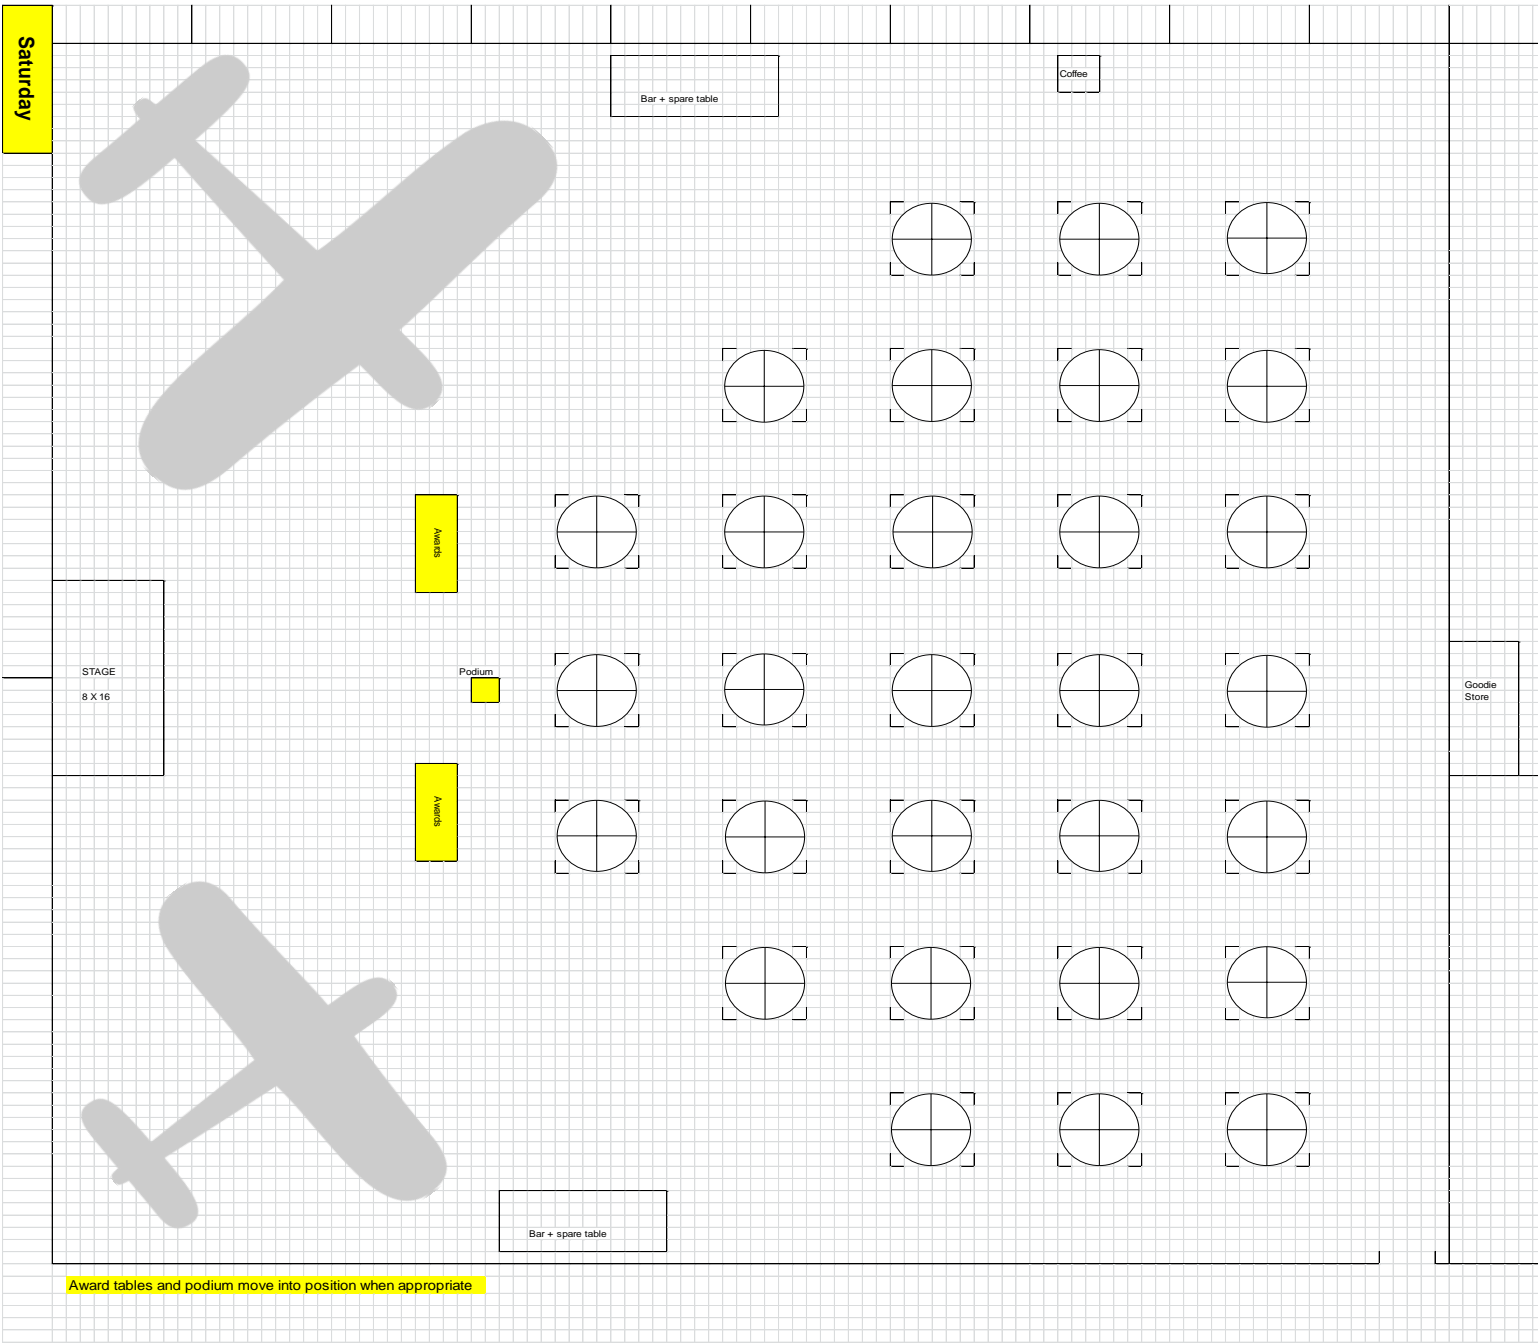 Saturday
Bar + spare table
Coffee
Awards
STAGE
8 X 16
Podium
Goodie
Store
Awards
Bar + spare table
Award tables and podium move into position when appropriate